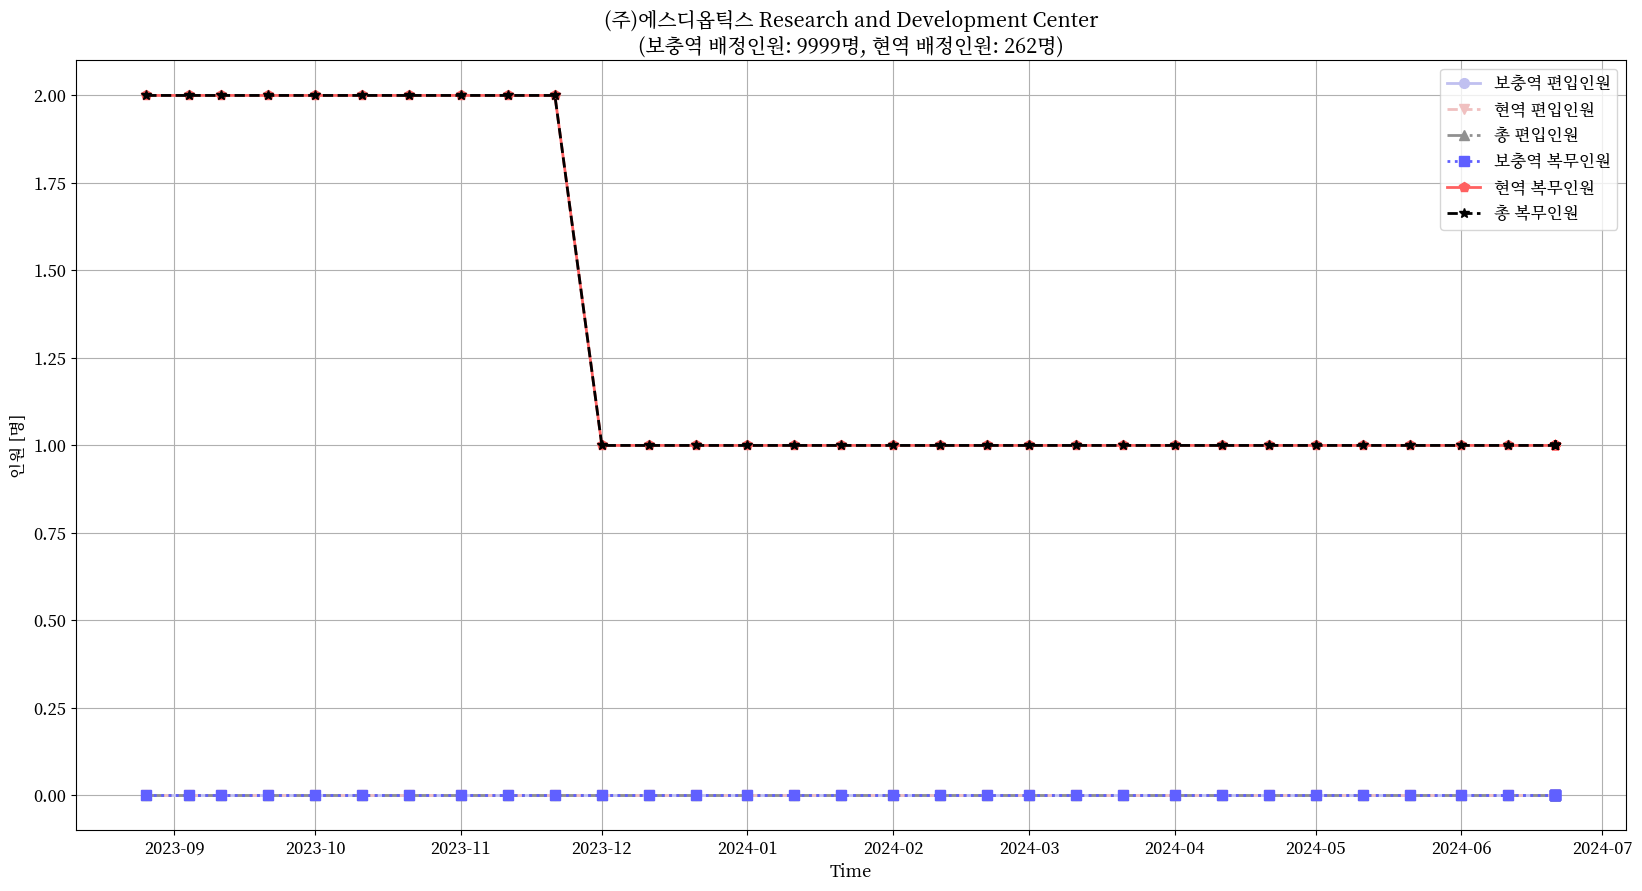 (주)에스디옵틱스 Research and Development Center
(보충역 배정인원: 9999명, 현역 배정인원: 262명)
보충역 편입인원
현역 편입인원
총 편입인원
보충역 복무인원
현역 복무인원
총 복무인원
인원 [명]
2.00
1.75
1.50
1.25
1.00
0.75
0.50
0.25
0.00
2023-09
2023-10
2023-11
2023-12
2024-01
2024-02
2024-03
2024-04
2024-05
2024-06
2024-07
Time